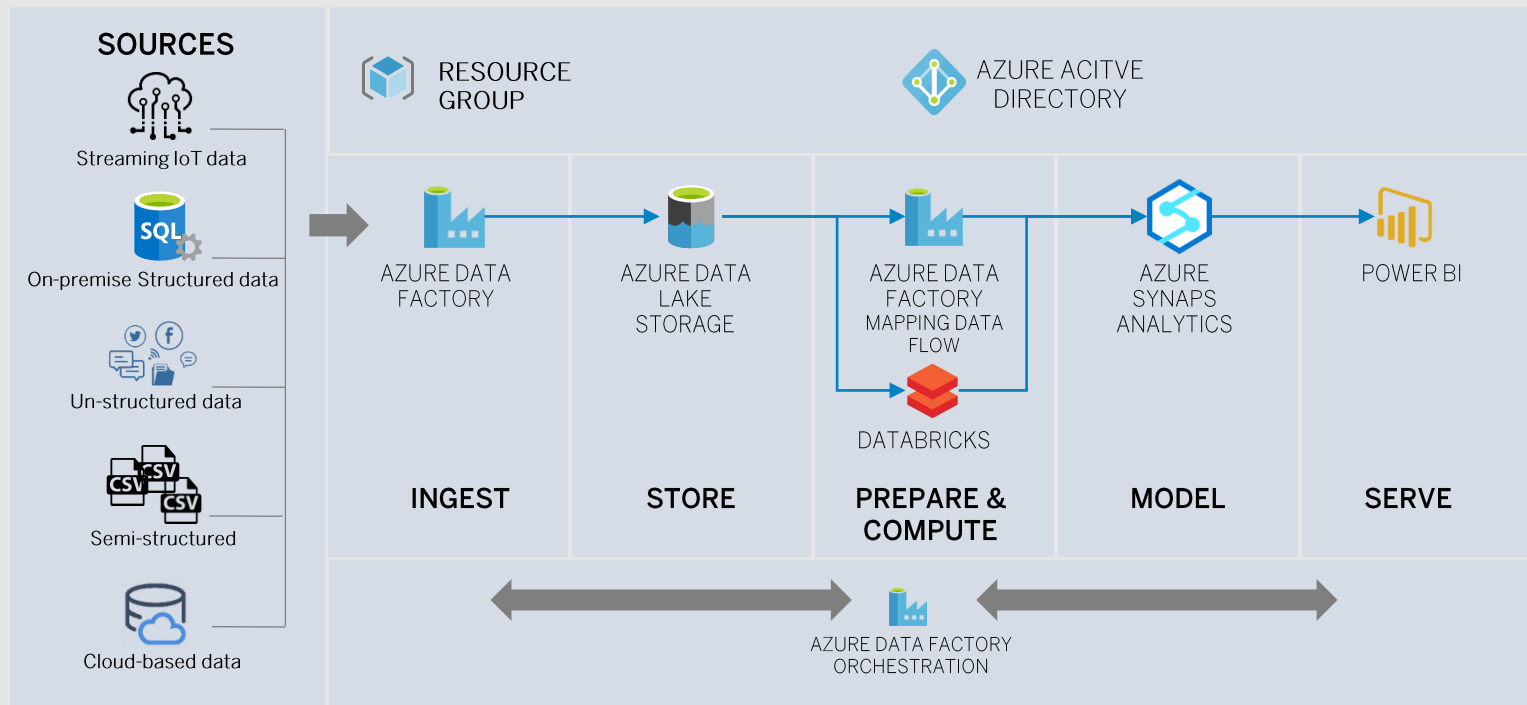 SOURCES
Streaming IoT data
SQL
On-premise Structured data
Un-structured data
CSV
CSV
CSV
Semi-structured
Cloud-based data
RESOURCE
GROUP
AZURE ACITVE
DIRECTORY
AZURE DATA
FACTORY
INGEST
AZURE DATA
LAKE
STORAGE
STORE
AZURE DATA
FACTORY
MAPPING DATA
FLOW
DATABRICKS
PREPARE &
COMPUTE
AZURE
SYNAPS
ANALYTICS
MODEL
POWER BI
SERVE
AZURE DATA FACTORY
ORCHESTRATION